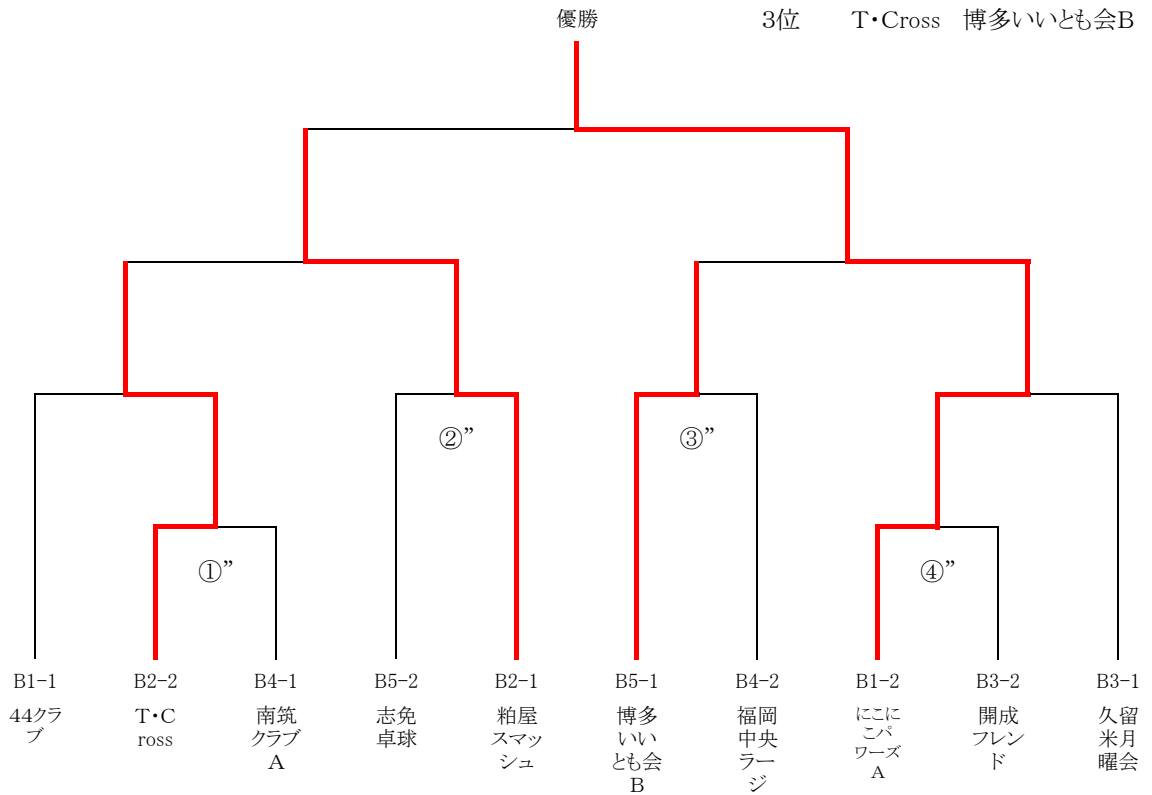 優勝 3位 T・Cross 博多いいとも会B
②” ③”
①” ④”
B1-1 B2-2 B4-1 B5-2 B2-1 B5-1 B4-2 B1-2 B3-2 B3-1
44クラ
ブ
T・C
ross
南筑
クラブ
A
志免
卓球
粕屋
スマッ
シュ
博多
いい
とも会
B
福岡
中央
ラー
ジ
にこに
こパ
ワーズ
A
開成
フレン
ド
久留
米月
曜会